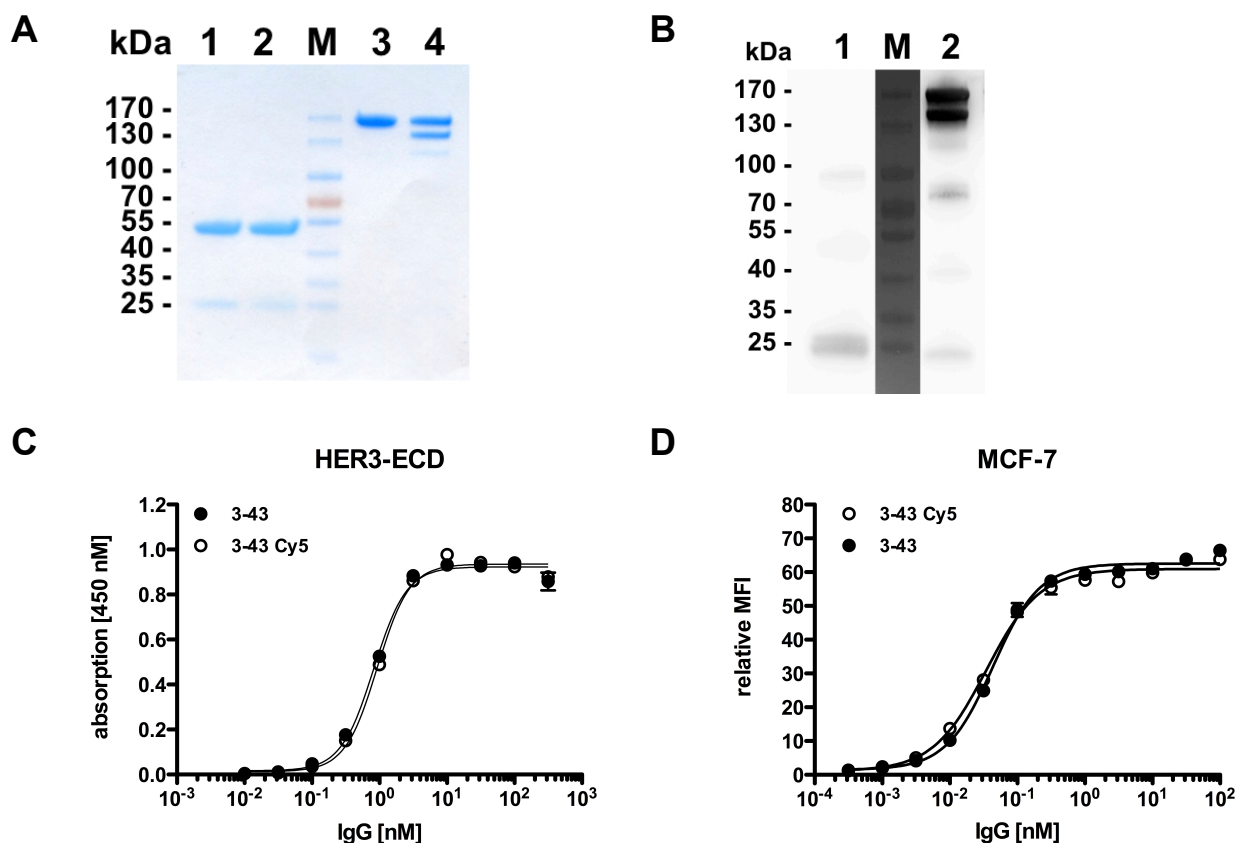 A
kDa 1 2 M 3 4
170 -
130 -
100 -
70 -
55 -
40 -
35 -
25 -
B
kDa 1 M 2
170 -
130 -
100 -
70 -
55 -
40 -
35 -
25 -
C
HER3-ECD
absorption [450 nM]
1.2
1.0
0.8
0.6
0.4
0.2
0.0
3-43
3-43 Cy5
10-3 10-2 10-1 100 101 102 103
IgG [nM]
D
MCF-7
relative MFI
80
70
60
50
40
30
20
10
0
3-43 Cy5
3-43
10-4 10-3 10-2 10-1 100 101 102
IgG [nM]